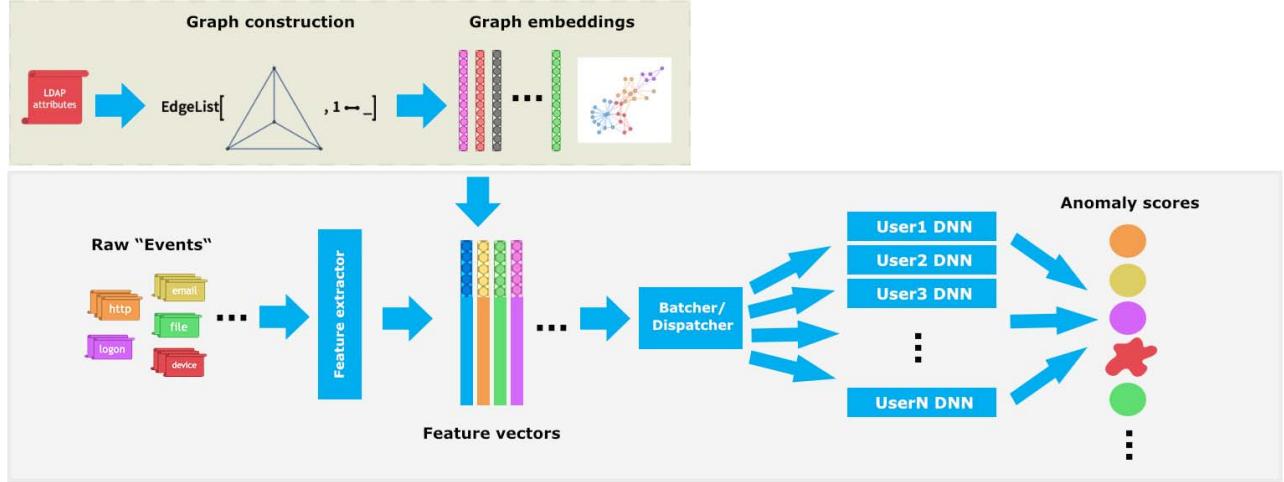 Graph construction
Graph embeddings
LDAP
attributes
EdgeList[ , 1 ↔ _]
...
Raw “Events“
http
email
file
logon
device
...
Feature extractor
...
Feature vectors
Batcher/
Dispatcher
User1 DNN
User2 DNN
User3 DNN
⋮
UserN DNN
Anomaly scores
⋮